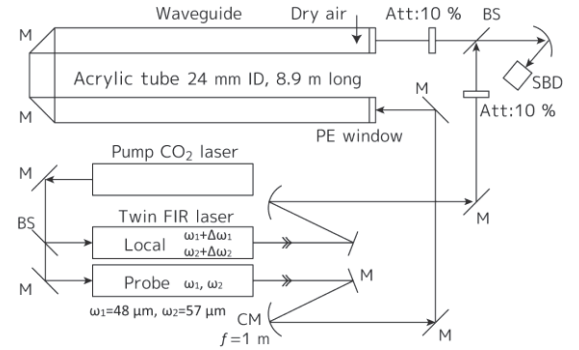 Waveguide
Dry air
Att:10 %
BS
M
Acrylic tube 24 mm ID, 8.9 m long
M
SBD
M
Att:10 %
PE window
Pump CO₂ laser
M
M
BS
Twin FIR laser
Local
ω₁+Δω₁
ω₂+Δω₂
M
Probe
ω₁, ω₂
M
ω₁=48 μm, ω₂=57 μm
CM
f=1 m
M